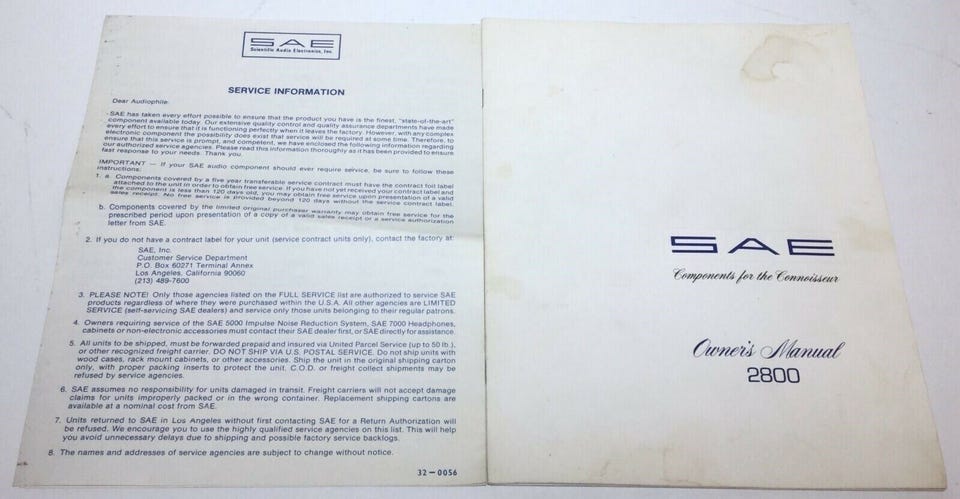 SAE
Scientific Audio Electronics, Inc.
SERVICE INFORMATION
Dear Audiophile:
SAE has taken every effort possible to ensure that the product you have is the finest, "state-of-the-art"
component available today. Our extensive quality control and quality assurance departments have made
every effort to ensure that it is functioning perfectly when it leaves the factory. However, with any complex
electronic component the possibility does exist that service will be required at some time. Therefore, to
ensure that this service is prompt, and competent, we have enclosed the following information regarding
our authorized service agencies. Please read this information thoroughly as it has been provided to ensure
fast response to your needs. Thank you.
IMPORTANT — If your SAE audio component should ever require service, be sure to follow these
instructions:
1. a Components covered by a five year transferable service contract must have the contract foil label
attached to the unit in order to obtain free service. If you have not yet received your contract label and
the component is less than 120 days old, you may obtain free service upon presentation of a valid
sales receipt. No free service is provided beyond 120 days without the service contract label.
b. Components covered by the limited original purchaser warranty may obtain free service for the
prescribed period upon presentation of a copy of a valid sales receipt or a service authorization
letter from SAE.
2. If you do not have a contract label for your unit (service contract units only), contact the factory at:
SAE, Inc.
Customer Service Department
P.O. Box 60271 Terminal Annex
Los Angeles, California 90060
(213) 489-7600
3. PLEASE NOTE! Only those agencies listed on the FULL SERVICE list are authorized to service SAE
products regardless of where they were purchased within the U.S.A. All other agencies are LIMITED
SERVICE (self-servicing SAE dealers) and service only those units belonging to their regular patrons.
4. Owners requiring service of the SAE 5000 Impulse Noise Reduction System, SAE 7000 Headphones,
cabinets or non-electronic accessories must contact their SAE dealer first, or SAE directly for assistance.
5. All units to be shipped, must be forwarded prepaid and insured via United Parcel Service (up to 50 lb.),
or other recognized freight carrier. DO NOT SHIP VIA U.S. POSTAL SERVICE. Do not ship units with
wood cases, rack mount cabinets, or other accessories. Ship the unit in the original shipping carton
only, with proper packing inserts to protect the unit. C.O.D. or freight collect shipments may be
refused by service agencies.
6. SAE assumes no responsibility for units damaged in transit. Freight carriers will not accept damage
claims for units improperly packed or in the wrong container. Replacement shipping cartons are
available at a nominal cost from SAE.
7. Units returned to SAE in Los Angeles without first contacting SAE for a Return Authorization will
be refused. We encourage you to use the highly qualified service agencies on this list. This will help
you avoid unnecessary delays due to shipping and possible factory service backlogs.
8. The names and addresses of service agencies are subject to change without notice.
32—0056
SAE
Components for the Connoisseur
Owner's Manual
2800